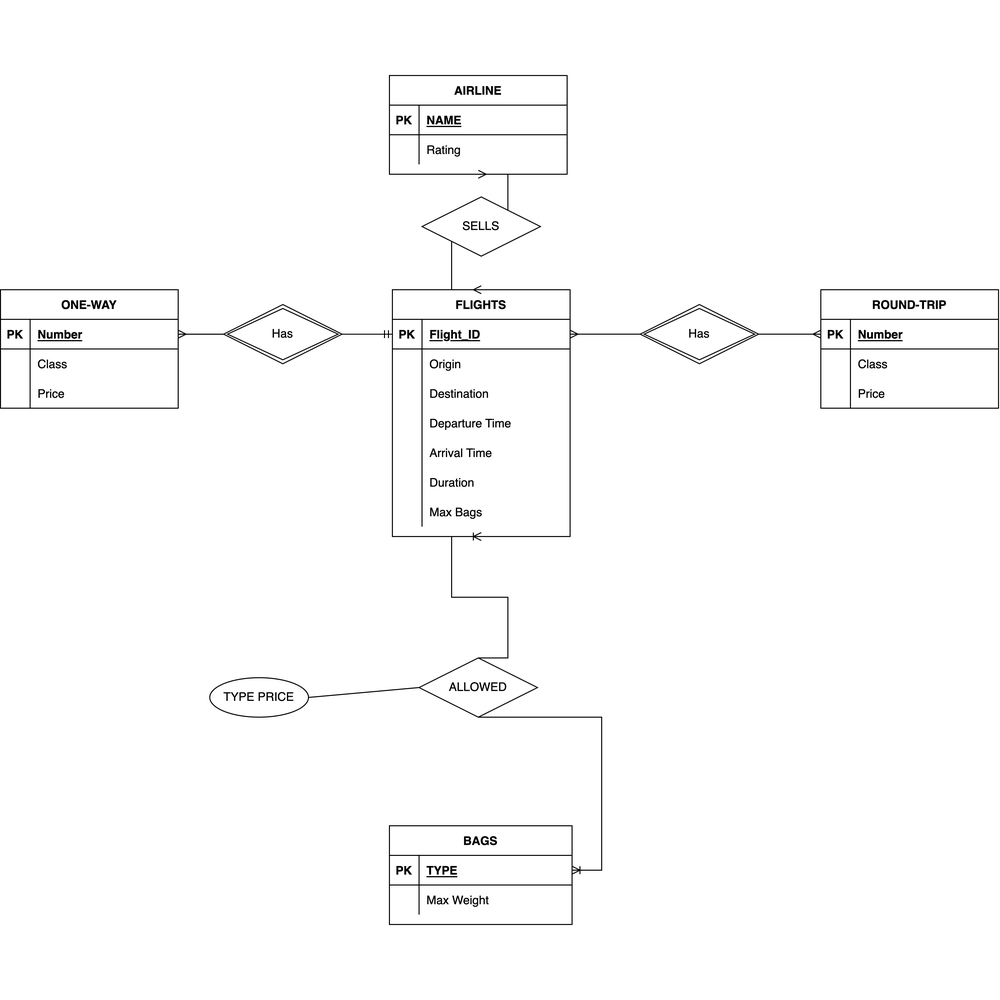 AIRLINE
PK NAME
Rating
SELLS
ONE-WAY
PK Number
Class
Price
Has
FLIGHTS
PK Flight_ID
Origin
Destination
Departure Time
Arrival Time
Duration
Max Bags
Has
ROUND-TRIP
PK Number
Class
Price
TYPE PRICE
ALLOWED
BAGS
PK TYPE
Max Weight